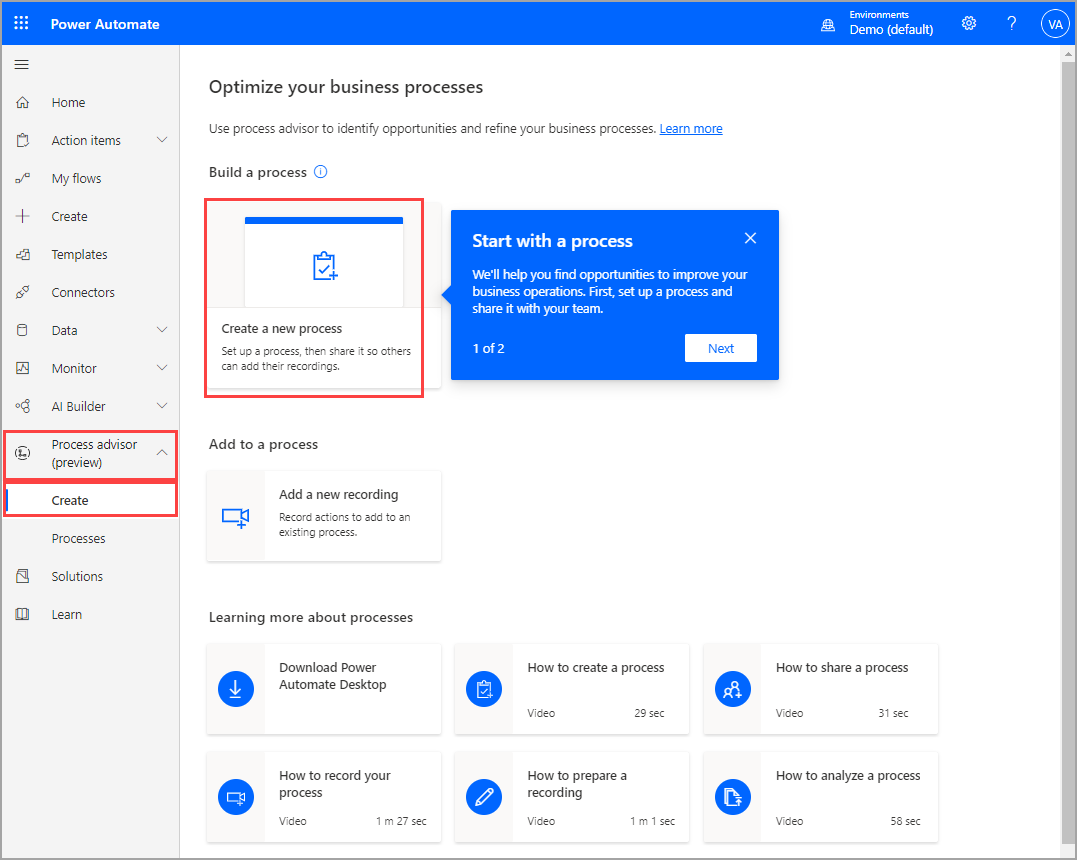 Power Automate
Environments
Demo (default)
?
VA
Home
Action items
My flows
Create
Templates
Connectors
Data
Monitor
AI Builder
Process advisor
(preview)
Create
Processes
Solutions
Learn
Optimize your business processes
Use process advisor to identify opportunities and refine your business processes. Learn more
Build a process
Create a new process
Set up a process, then share it so others
can add their recordings.
Start with a process
We'll help you find opportunities to improve your
business operations. First, set up a process and
share it with your team.
1 of 2
Next
Add to a process
Add a new recording
Record actions to add to an
existing process.
Learning more about processes
Download Power
Automate Desktop
How to create a process
Video 29 sec
How to share a process
Video 31 sec
How to record your
process
Video 1 m 27 sec
How to prepare a
recording
Video 1 m 1 sec
How to analyze a process
Video 58 sec